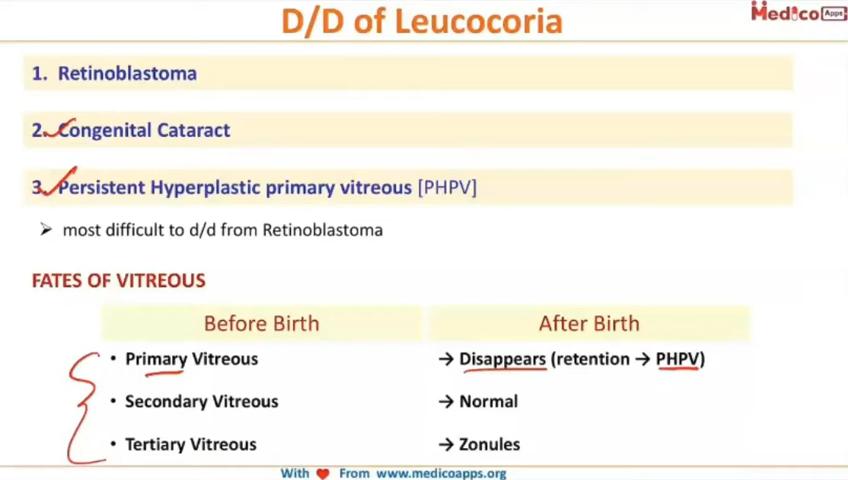 D/D of Leucocoria
Medico Apps
1. Retinoblastoma
2. Congenital Cataract
3. Persistent Hyperplastic primary vitreous [PHPV]
➢ most difficult to d/d from Retinoblastoma
FATES OF VITREOUS
Before Birth After Birth
• Primary Vitreous → Disappears (retention → PHPV)
• Secondary Vitreous → Normal
• Tertiary Vitreous → Zonules
With ❤ From www.medicoapps.org